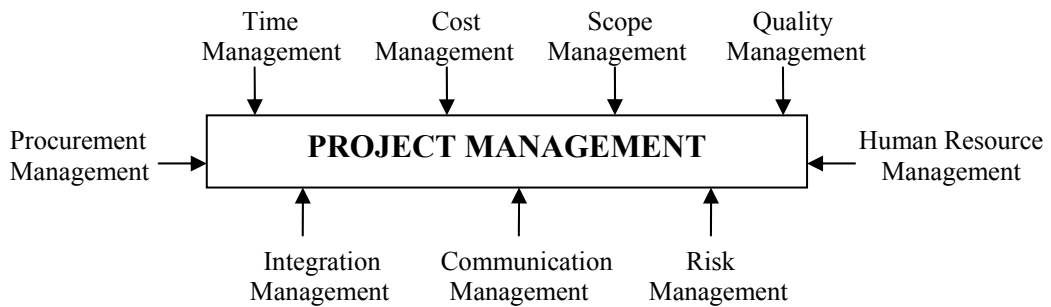 Time
Management
Cost
Management
Scope
Management
Quality
Management
Procurement
Management
PROJECT MANAGEMENT
Human Resource
Management
Integration
Management
Communication
Management
Risk
Management